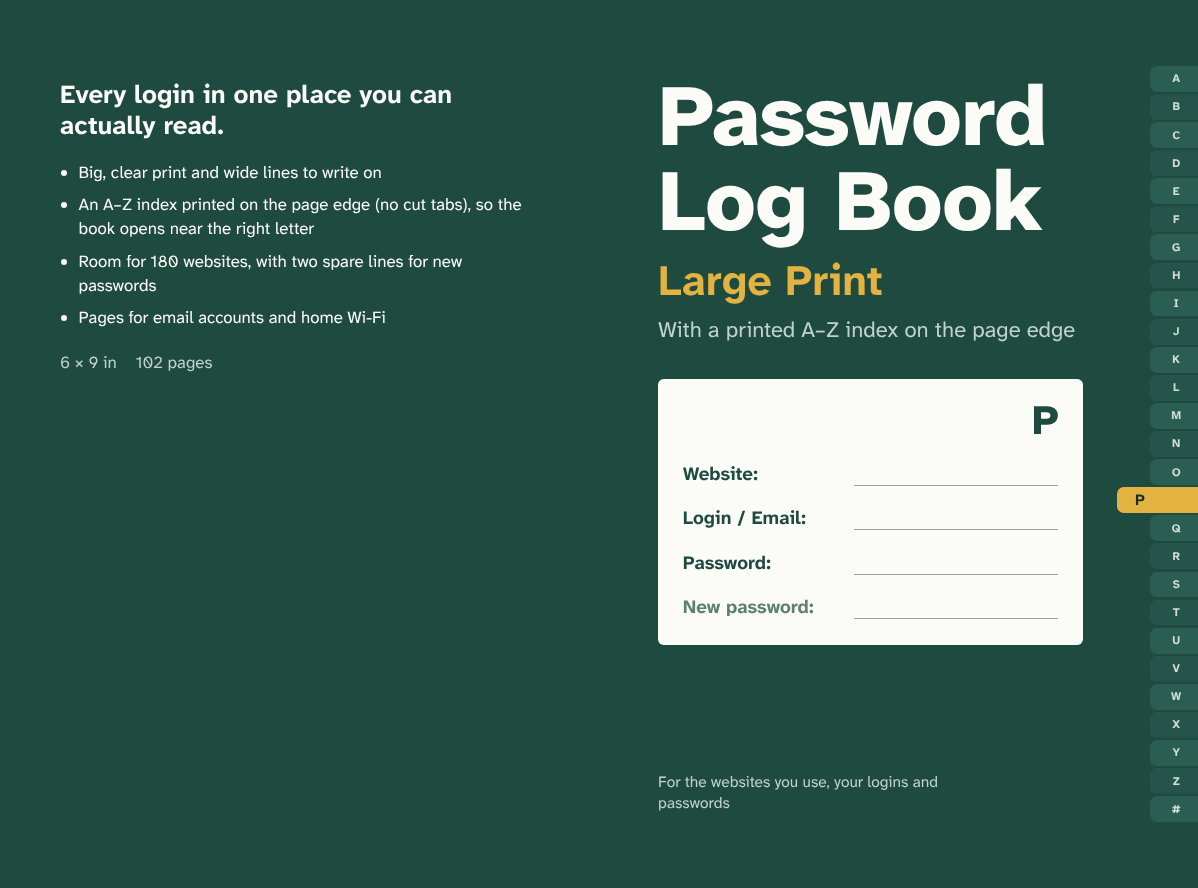 Every login in one place you can
actually read.
Big, clear print and wide lines to write on
An A–Z index printed on the page edge (no cut tabs), so the
book opens near the right letter
Room for 180 websites, with two spare lines for new
passwords
Pages for email accounts and home Wi-Fi
6 × 9 in 102 pages
Password
Log Book
Large Print
With a printed A–Z index on the page edge
P
Website:
Login / Email:
Password:
New password:
For the websites you use, your logins and
passwords
A
B
C
D
E
F
G
H
I
J
K
L
M
N
O
P
Q
R
S
T
U
V
W
X
Y
Z
#